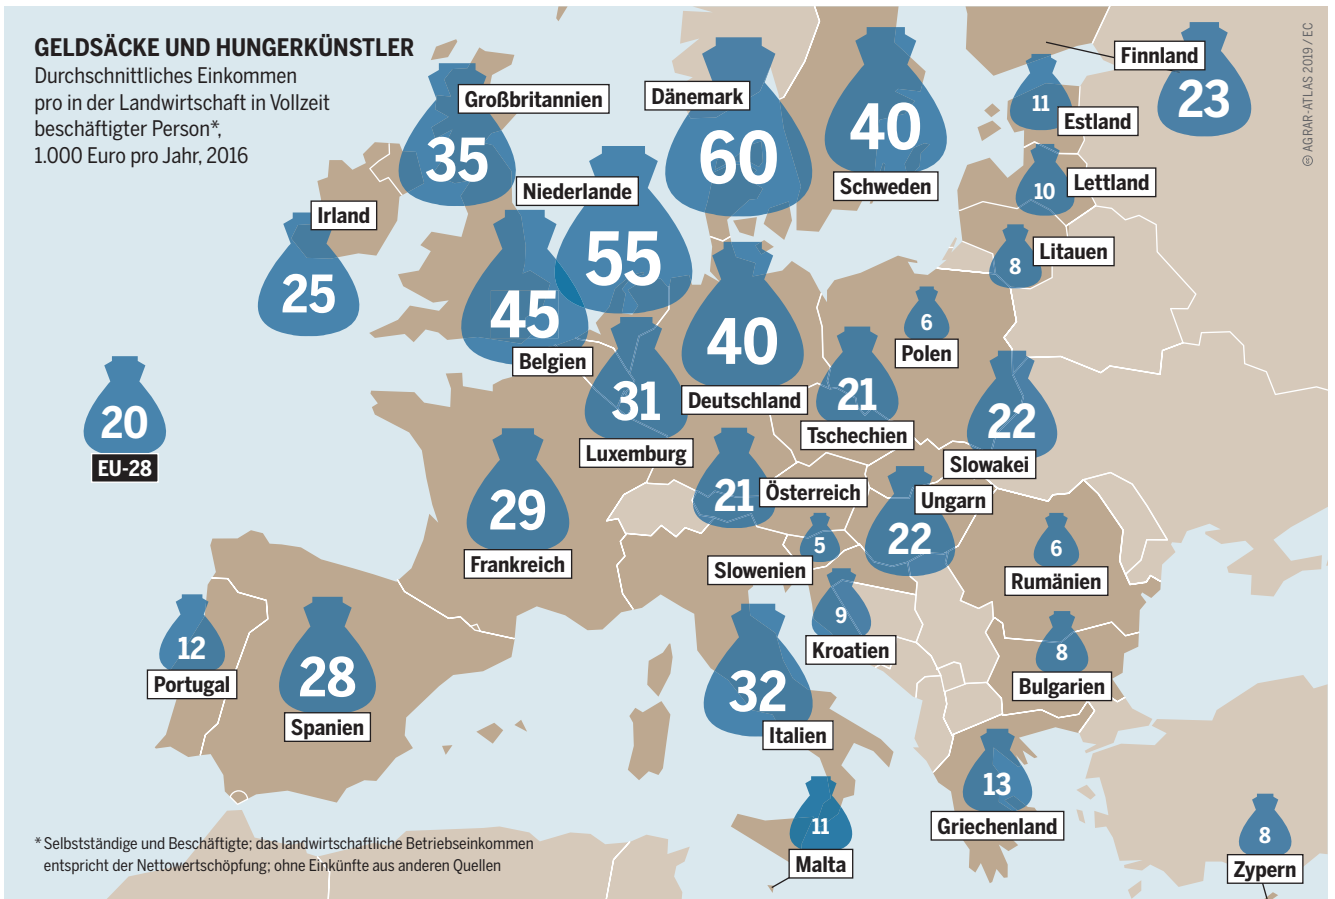 GELDSÄCKE UND HUNGERKÜNSTLER
Durchschnittliches Einkommen
pro in der Landwirtschaft in Vollzeit
beschäftigter Person*,
1.000 Euro pro Jahr, 2016
Großbritannien
35
Dänemark
60
40
Schweden
Finnland
23
11
Estland
10
Lettland
8
Litauen
Irland
25
Niederlande
55
45
Belgien
40
Deutschland
6
Polen
21
Tschechien
22
Slowakei
20
EU-28
31
Luxemburg
29
Frankreich
21
Österreich
Ungarn
22
5
Slowenien
6
Rumänien
9
Kroatien
8
Bulgarien
12
Portugal
28
Spanien
32
Italien
13
Griechenland
11
Malta
8
Zypern
* Selbstständige und Beschäftigte; das landwirtschaftliche Betriebseinkommen
entspricht der Nettowertschöpfung; ohne Einkünfte aus anderen Quellen
AGRAR-ATLAS 2019 / EC